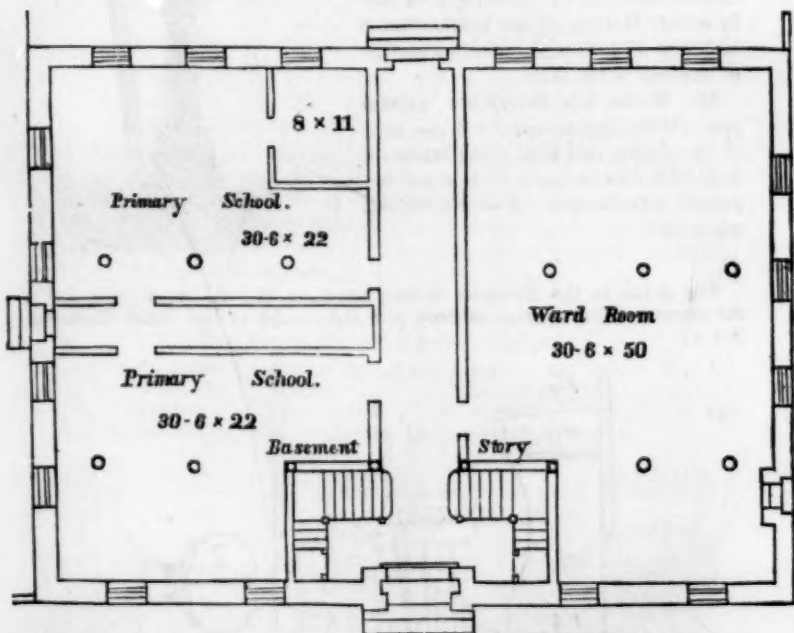 8 × 11
Primary School.
30-6 × 22
Ward Room
30-6 × 50
Primary School.
30-6 × 22
Basement Story